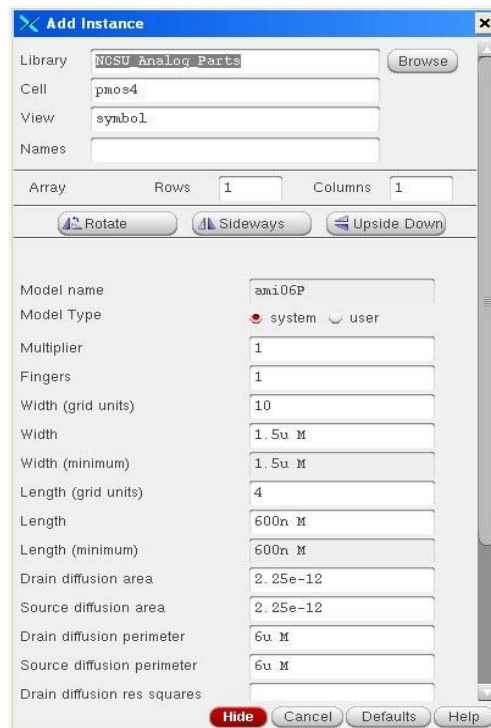 Add Instance
Library NCSU_Analog_Parts Browse
Cell pmos4
View symbol
Names
Array Rows 1 Columns 1
Rotate Sideways Upside Down
Model name ami06P
Model Type system user
Multiplier 1
Fingers 1
Width (grid units) 10
Width 1.5u M
Width (minimum) 1.5u M
Length (grid units) 4
Length 600n M
Length (minimum) 600n M
Drain diffusion area 2.25e-12
Source diffusion area 2.25e-12
Drain diffusion perimeter 6u M
Source diffusion perimeter 6u M
Drain diffusion res squares
Hide Cancel Defaults Help